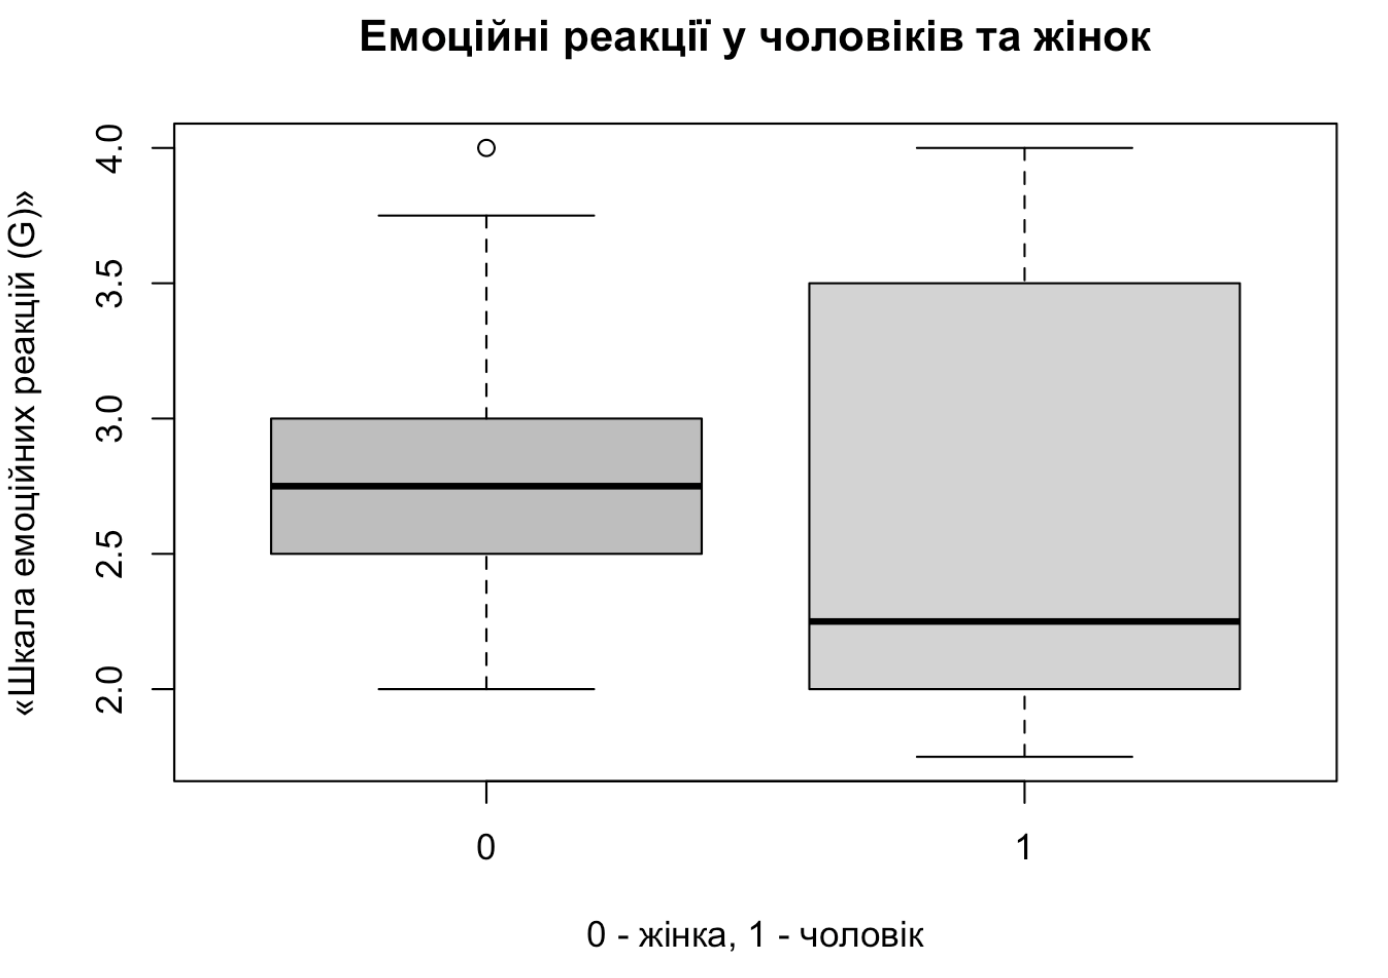 Емоційні реакції у чоловіків та жінок
«Шкала емоційних реакцій (G)»
4.0
3.5
3.0
2.5
2.0
0 1
0 - жінка, 1 - чоловік